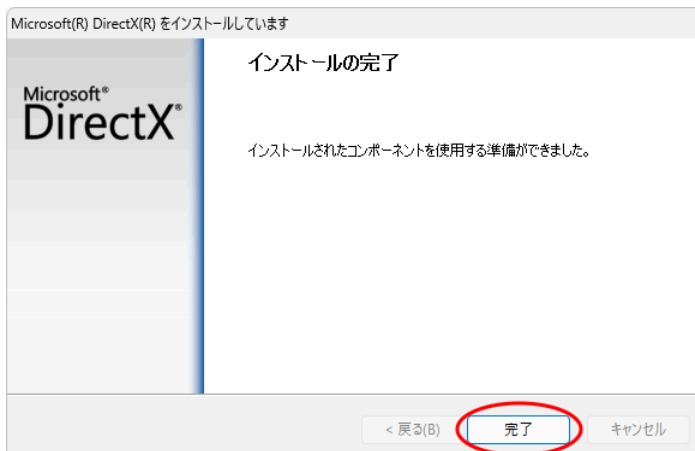 Microsoft(R) DirectX(R) をインストールしています
Microsoft®
DirectX®
インストールの完了
インストールされたコンポーネントを使用する準備ができました。
< 戻る(B) 完了 キャンセル